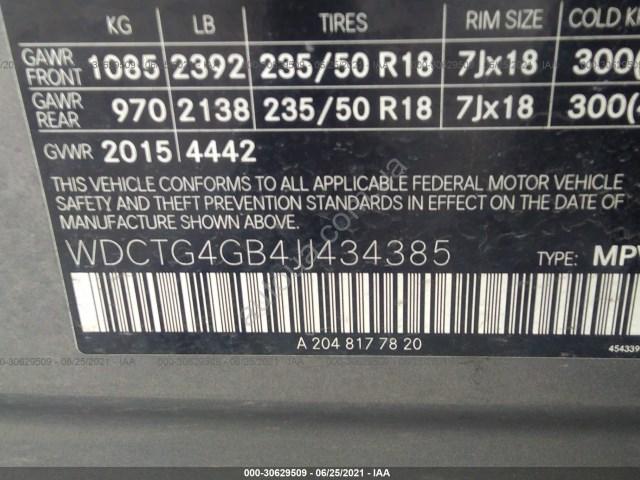 KG LB TIRES RIM SIZE COLD
GAWR FRONT 1085 2392 235/50 R18 7Jx18 300
GAWR REAR 970 2138 235/50 R18 7Jx18 300(
GVWR 2015 4442
THIS VEHICLE CONFORMS TO ALL APPLICABLE FEDERAL MOTOR VEHICLE
SAFETY AND THEFT PREVENTION STANDARDS IN EFFECT ON THE DATE OF
MANUFACTURE SHOWN ABOVE.
WDCTG4GB4JJ434385 TYPE: MPV
A 204 817 78 20
454339
000-30629509 - 06/25/2021 - IAA